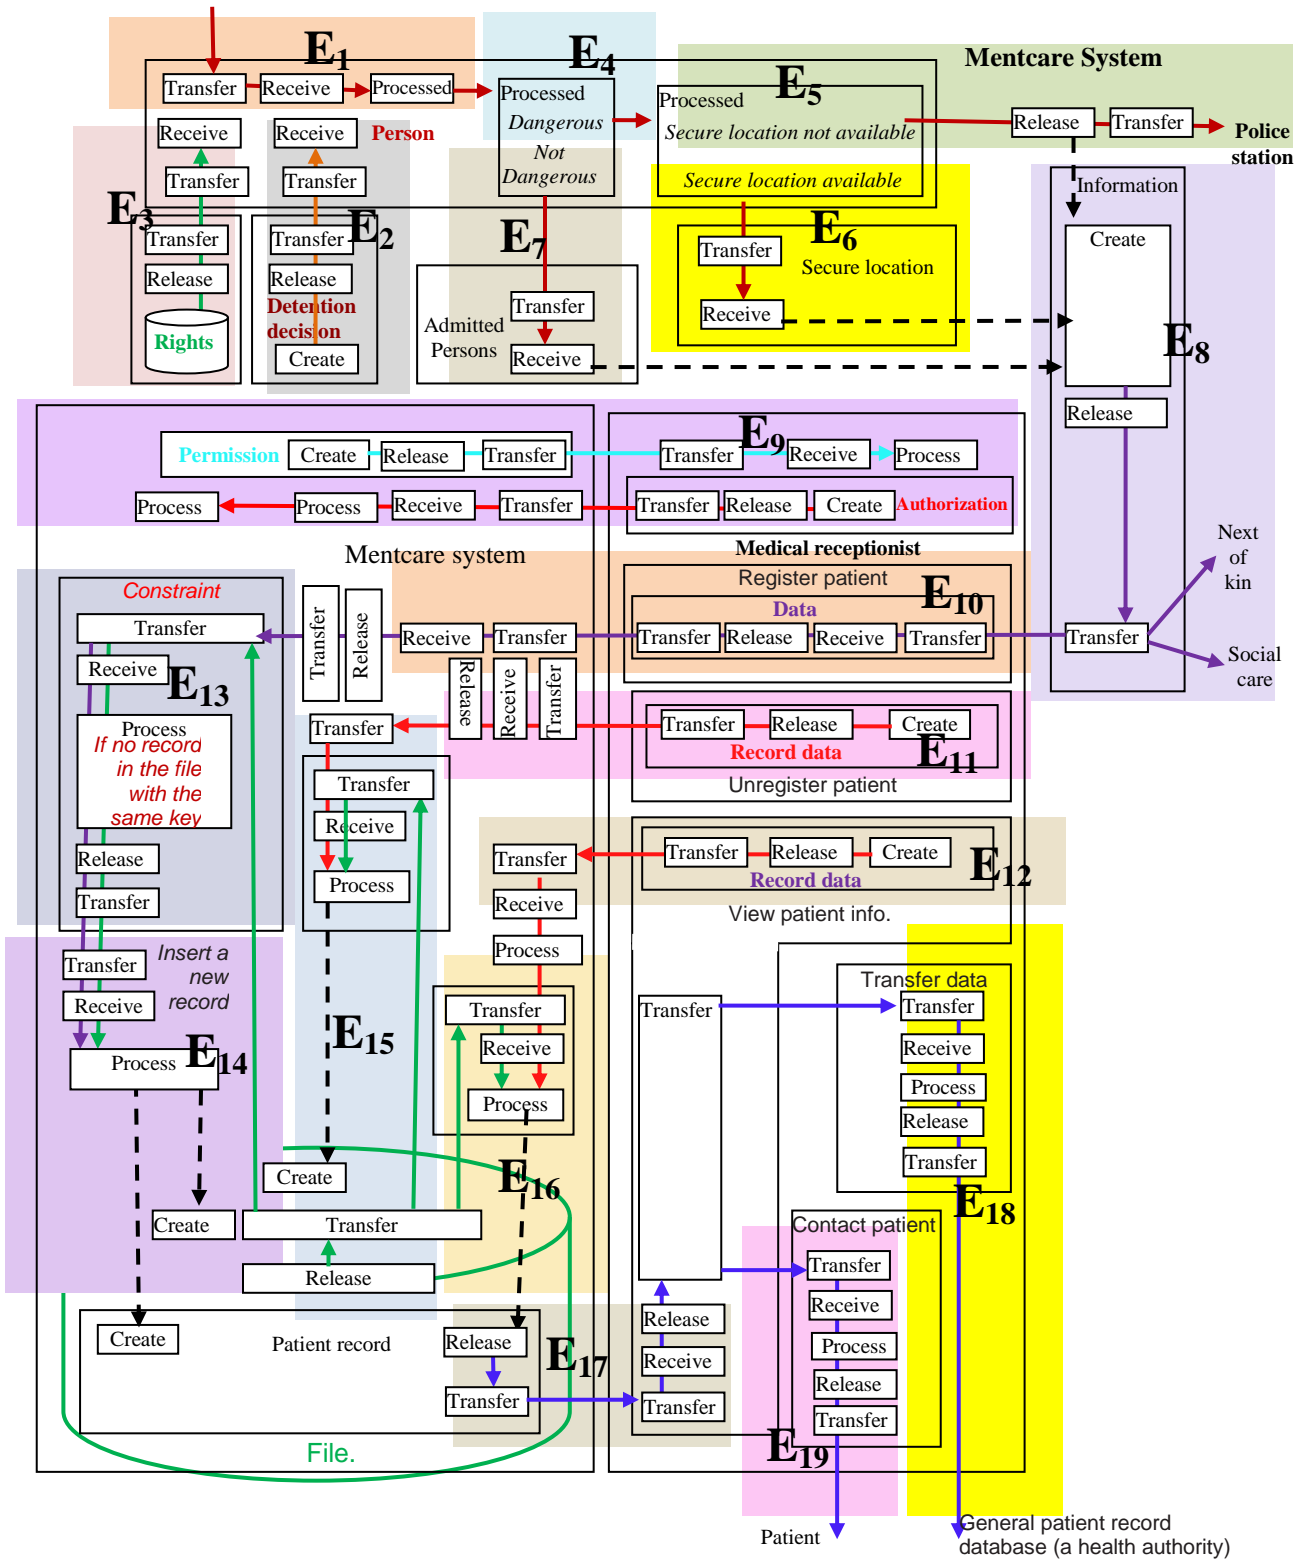 E1
E4
Mentcare System
Transfer
Receive
Processed
Processed
Dangerous
Not
Dangerous
E5
Processed
Secure location not available
Secure location available
Release
Transfer
Police
station
Receive
Receive
Person
Transfer
Transfer
Information
E3
E2
Transfer
Transfer
Release
Release
Detention
decision
Rights
Create
E7
Transfer
Admitted
Persons
Receive
E6
Transfer
Secure location
Receive
Create
E8
Release
E9
Permission
Create
Release
Transfer
Transfer
Receive
Process
Process
Process
Receive
Transfer
Transfer
Release
Create
Authorization
Mentcare system
Medical receptionist
Register patient
E10
Data
Next
of
kin
Constraint
Transfer
Transfer
Release
Receive
Transfer
Transfer
Release
Receive
Transfer
Transfer
Social
care
Receive
E13
Release
Receive
Transfer
Process
If no record
in the file
with the
same key
Transfer
Transfer
Release
Create
E11
Record data
Unregister patient
Transfer
Receive
Process
Release
Transfer
Transfer
Receive
Process
Transfer
Release
Create
E12
Record data
View patient info.
Transfer
Insert a
new
record
Receive
Process
E14
E15
Transfer
Receive
Process
Transfer
Transfer data
Transfer
Receive
Process
Release
Transfer
E16
E18
Create
Create
Transfer
Release
Contact patient
Transfer
Receive
Process
Release
Transfer
Create
Patient record
Release
Transfer
E17
Release
Receive
Transfer
File.
E19
Patient
General patient record
database (a health authority)